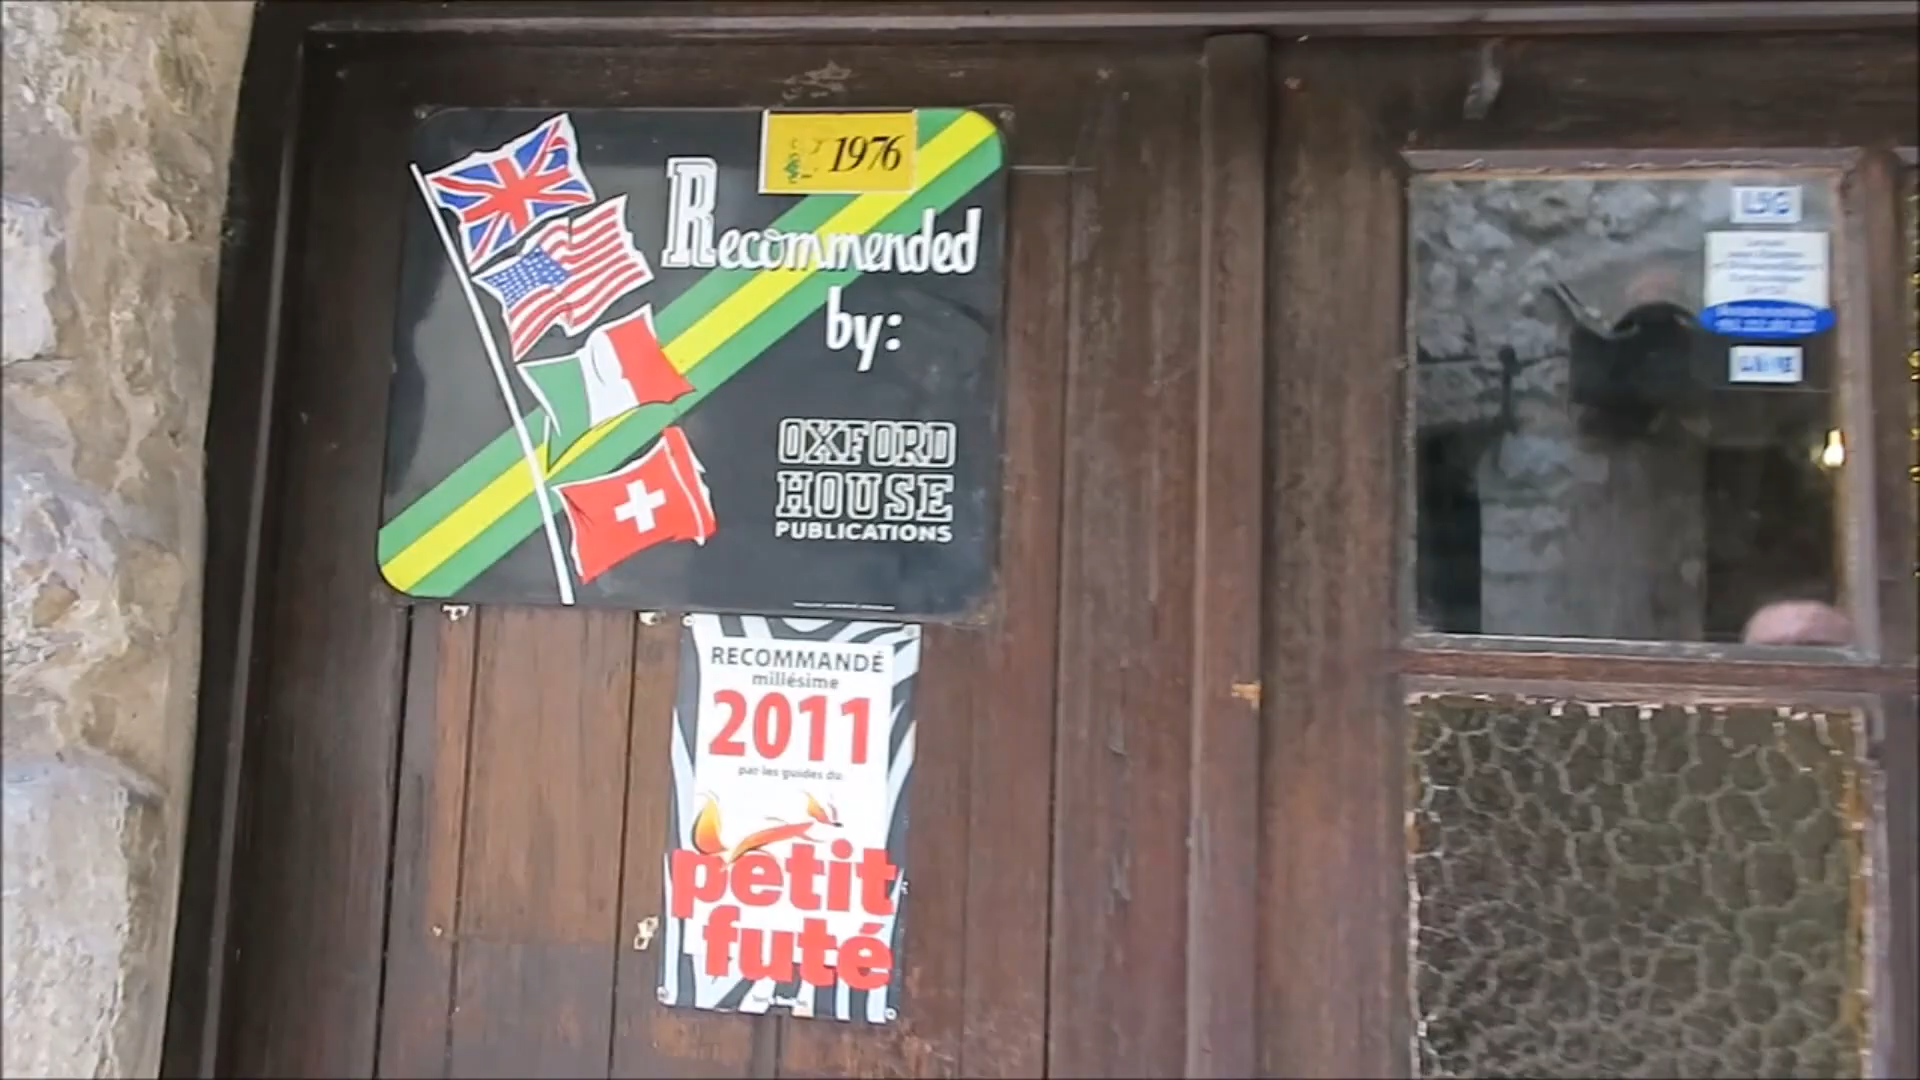 1976
Recommended
by:
OXFORD
HOUSE
PUBLICATIONS
RECOMMANDÉ
millésime
2011
par les guides du
petit
futé